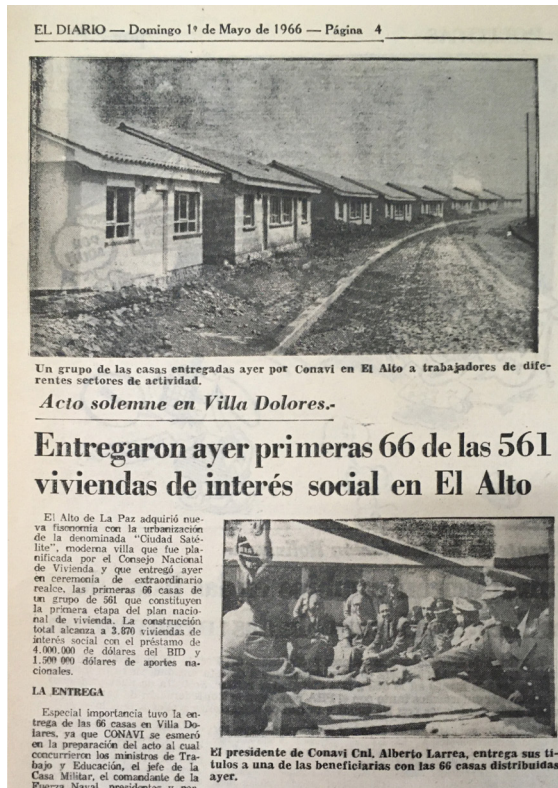 EL DIARIO — Domingo 1º de Mayo de 1966 — Página 4
Un grupo de las casas entregadas ayer por Conavi en El Alto a trabajadores de dife-
rentes sectores de actividad.
Acto solemne en Villa Dolores.-
Entregaron ayer primeras 66 de las 561
viviendas de interés social en El Alto
El Alto de La Paz adquirió nue-
va fisonomía con la urbanización
de la denominada "Ciudad Saté-
lite", moderna villa que fue pla-
nificada por el Consejo Nacional
de Vivienda y que entregó ayer
en ceremonia de extraordinario
realce, las primeras 66 casas de
un grupo de 561 que constituyen
la primera etapa del plan nacio-
nal de vivienda. La construcción
total alcanza a 3.870 viviendas de
interés social con el préstamo de
4.000.000 de dólares del BID y
1.500.000 dólares de aportes na-
cionales.
LA ENTREGA
Especial importancia tuvo la en-
trega de las 66 casas en Villa Do-
lares, ya que CONAVI se esmeró
en la preparación del acto al cual
concurrieron los ministros de Tra-
bajo y Educación, el jefe de la
Casa Militar, el comandante de la
Fuerza Naval, presidentes y
El presidente de Conavi Cnl. Alberto Larrea, entrega sus tí-
tulos a una de las beneficiarias con las 66 casas distribuidas
ayer.